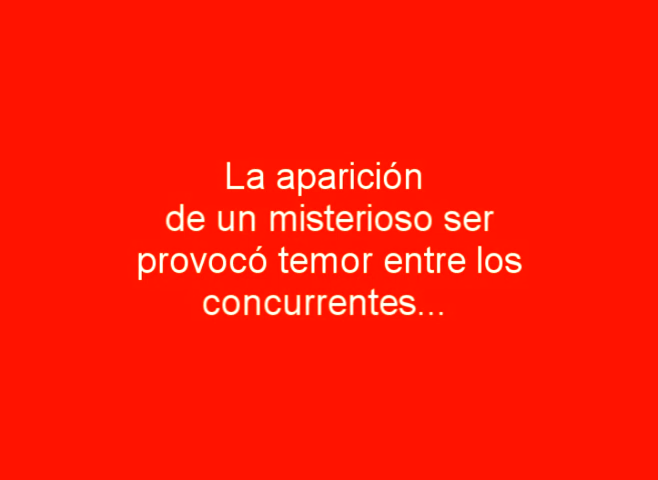 La aparición
de un misterioso ser
provocó temor entre los
concurrentes...